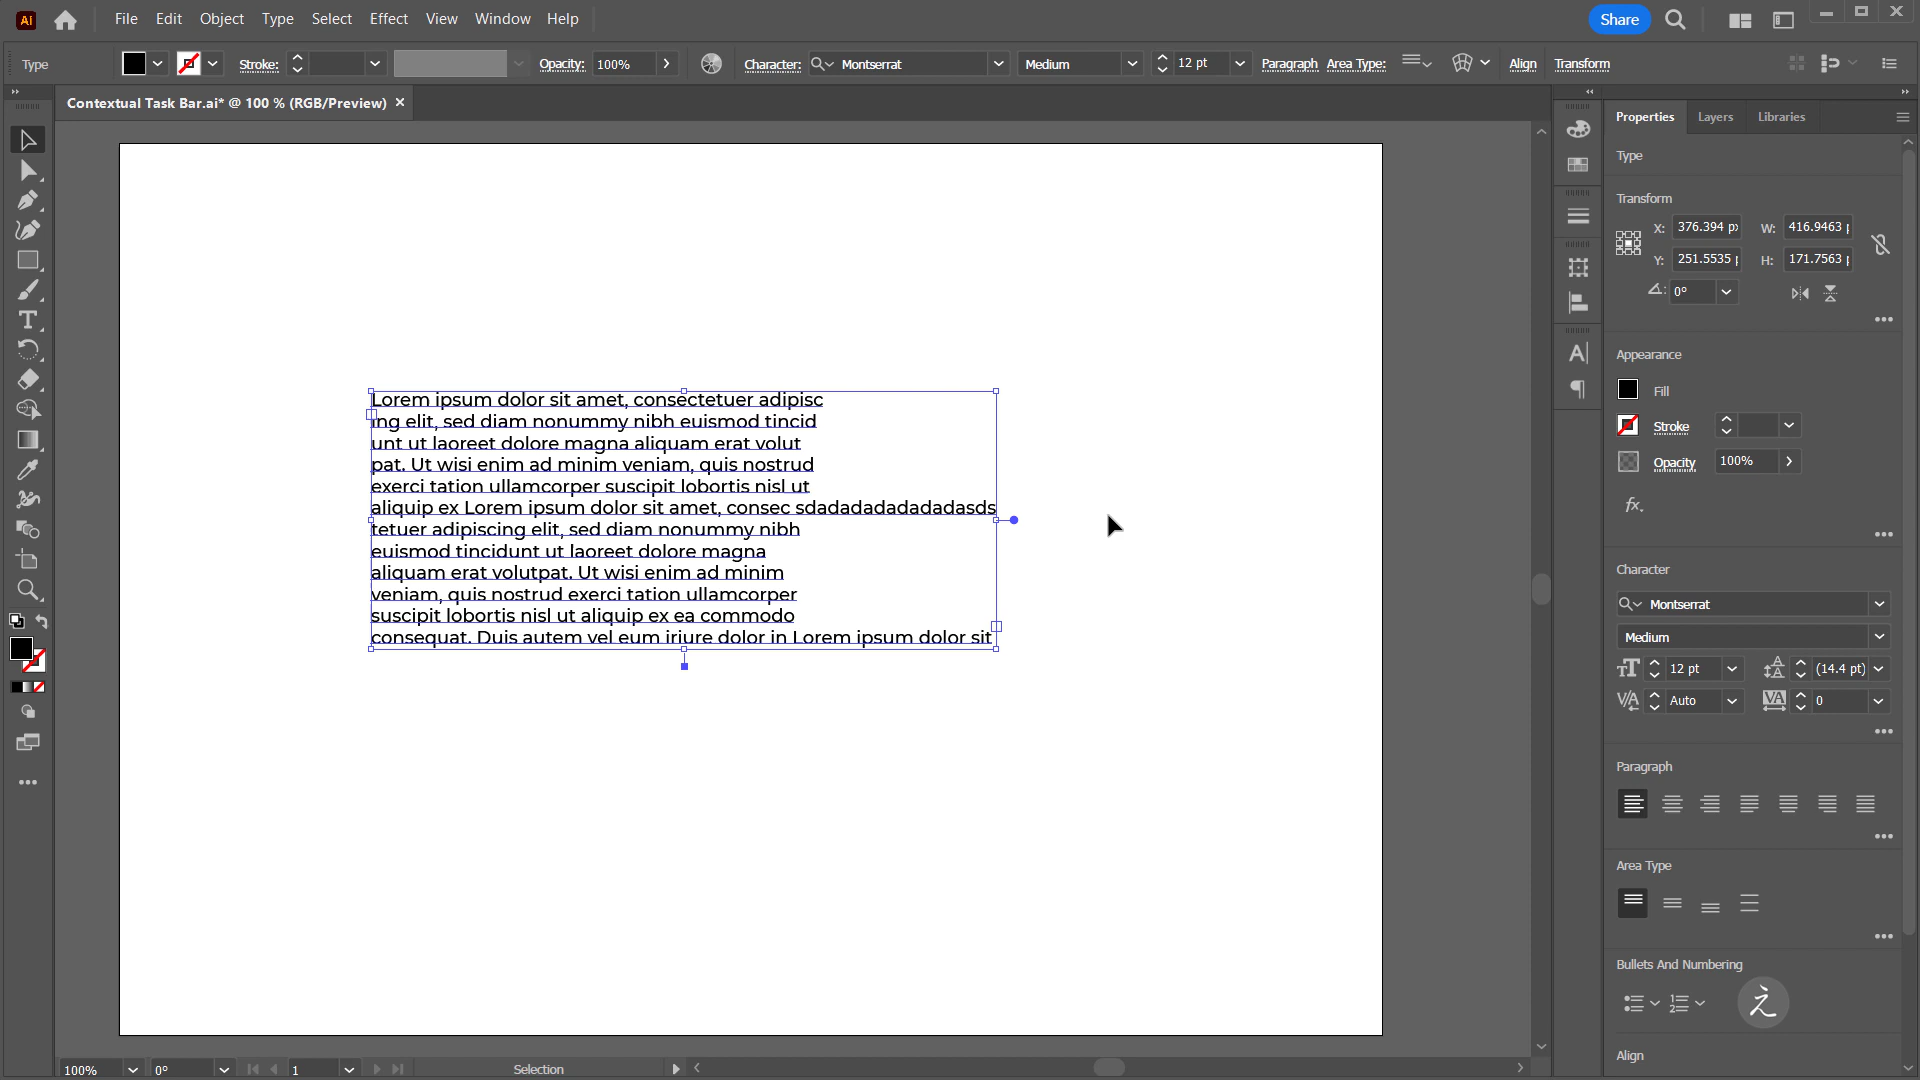 Ai File Edit Object Type Select Effect View Window Help Share
Type Stroke: Opacity: 100% Character: Montserrat Medium 12 pt Paragraph Area Type: Align Transform
Contextual Task Bar.ai* @ 100 % (RGB/Preview) ×
Lorem ipsum dolor sit amet, consectetuer adipisc
ing elit, sed diam nonummy nibh euismod tincid
unt ut laoreet dolore magna aliquam erat volut
pat. Ut wisi enim ad minim veniam, quis nostrud
exerci tation ullamcorper suscipit lobortis nisl ut
aliquip ex Lorem ipsum dolor sit amet, consec sdadadadadadadasds
tetuer adipiscing elit, sed diam nonummy nibh
euismod tincidunt ut laoreet dolore magna
aliquam erat volutpat. Ut wisi enim ad minim
veniam, quis nostrud exerci tation ullamcorper
suscipit lobortis nisl ut aliquip ex ea commodo
consequat. Duis autem vel eum iriure dolor in Lorem ipsum dolor sit
Properties Layers Libraries
Type
Transform
X: 376.394 px W: 416.9463
Y: 251.5535 H: 171.7563
0°
Appearance
Fill
Stroke
Opacity 100%
fx.
Character
Montserrat
Medium
12 pt (14.4 pt)
Auto 0
Paragraph
Area Type
Bullets And Numbering
Align
100% 0° 1 Selection